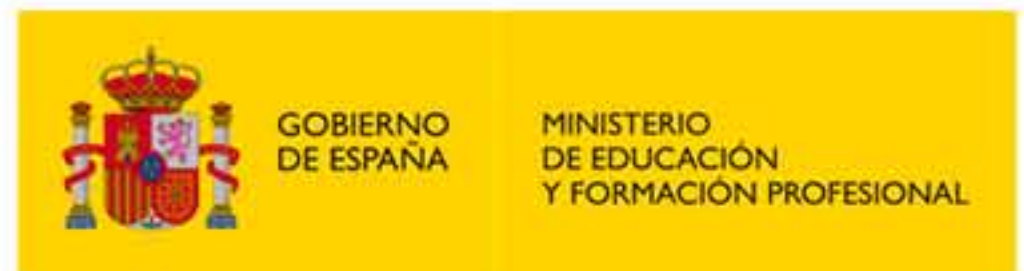 GOBIERNO
DE ESPAÑA
MINISTERIO
DE EDUCACIÓN
Y FORMACIÓN PROFESIONAL